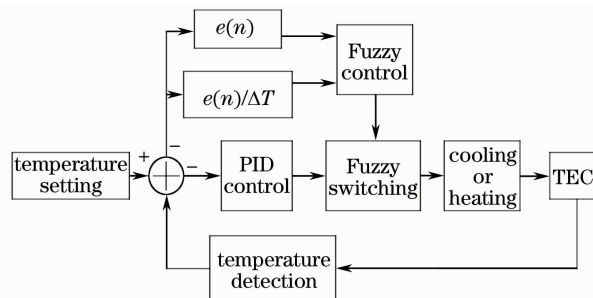 e(n)
Fuzzy
control
e(n)/ΔT
+
−
−
temperature
setting
PID
control
Fuzzy
switching
cooling
or
heating
TEC
temperature
detection